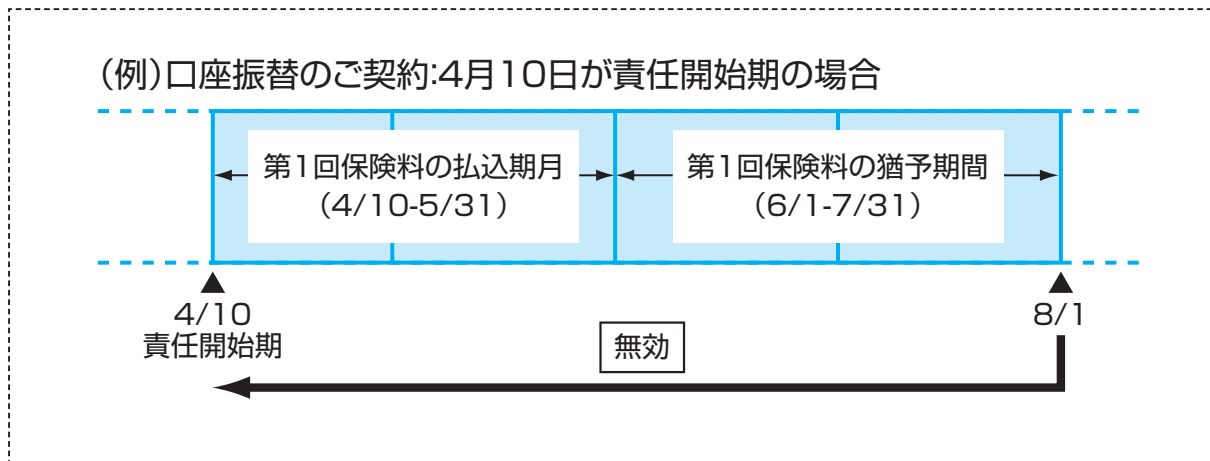 （例）口座振替のご契約：4月10日が責任開始期の場合
第1回保険料の払込期月
（4/10-5/31）
第1回保険料の猶予期間
（6/1-7/31）
4/10
責任開始期
8/1
無効